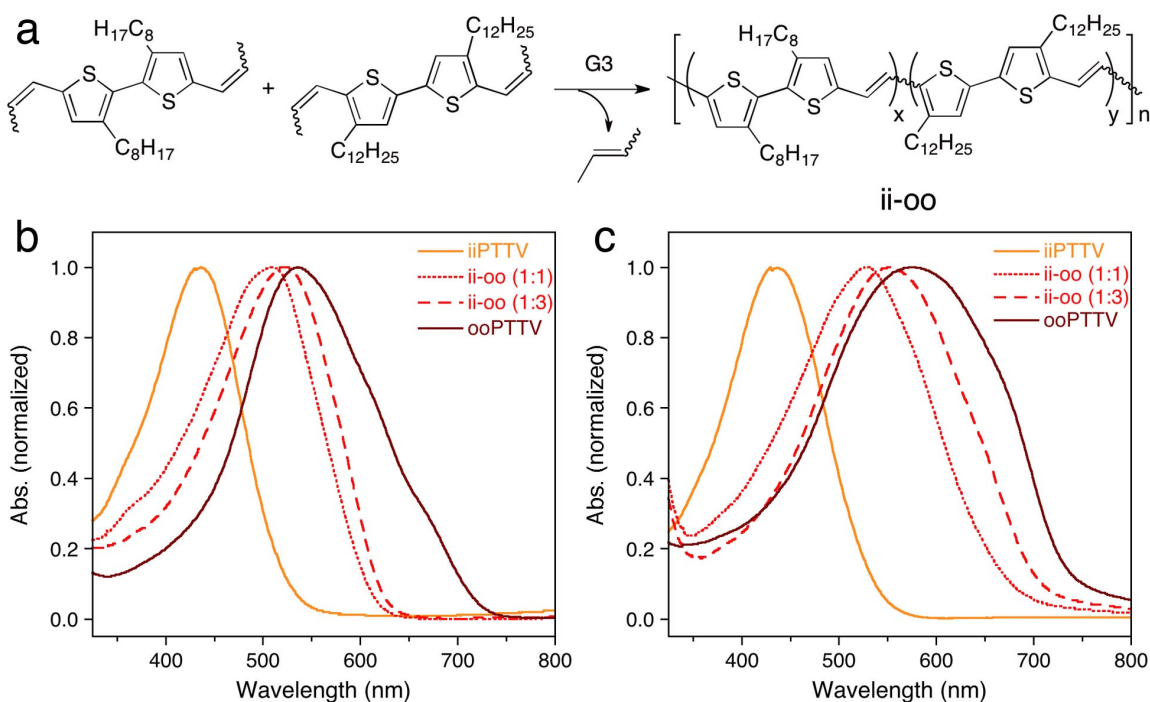 a
H₁₇C₈
S
S
C₈H₁₇
+
C₁₂H₂₅
S
S
C₁₂H₂₅
G3
H₁₇C₈
S
S
C₈H₁₇
x
C₁₂H₂₅
S
S
C₁₂H₂₅
y
n
ii-oo
b
iiPTTV
ii-oo (1:1)
ii-oo (1:3)
ooPTTV
Abs. (normalized)
1.0
0.8
0.6
0.4
0.2
0.0
400 500 600 700 800
Wavelength (nm)
c
iiPTTV
ii-oo (1:1)
ii-oo (1:3)
ooPTTV
Abs. (normalized)
1.0
0.8
0.6
0.4
0.2
0.0
400 500 600 700 800
Wavelength (nm)